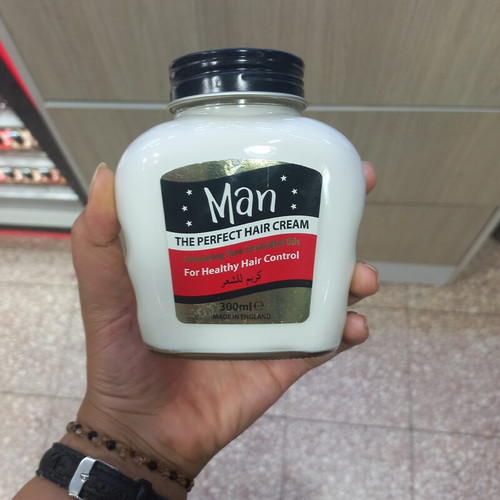 Man
THE PERFECT HAIR CREAM
For Healthy Hair Control
كريم للشعر
300ml℮
MADE IN ENGLAND